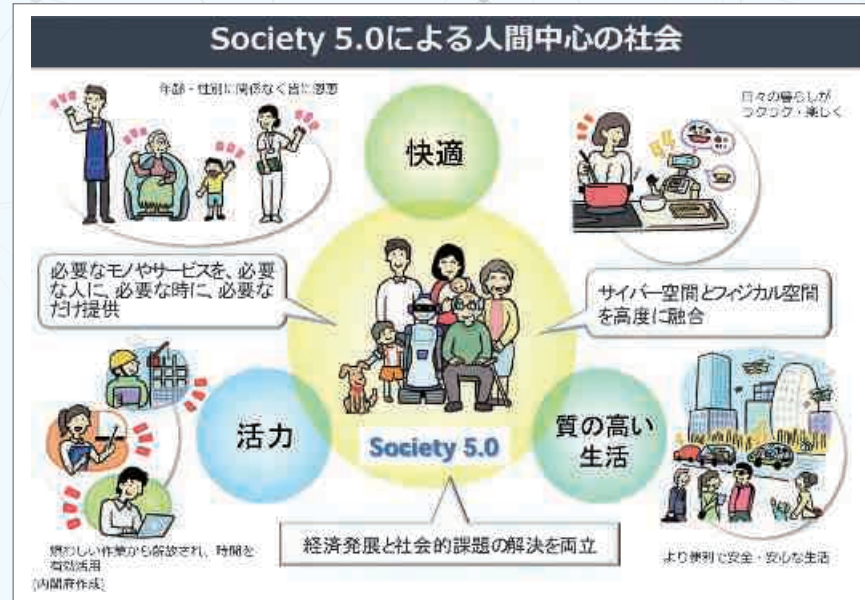 Society 5.0による人間中心の社会
年齢・性別に関係なく皆に恩恵
快適
日々の暮らしが
ラクラク・楽しく
必要なモノやサービスを、必要
な人に、必要な時に、必要な
だけ提供
サイバー空間とフィジカル空間
を高度に融合
活力
Society 5.0
質の高い
生活
経済発展と社会的課題の解決を両立
煩わしい作業から解放され、時間を
有効活用
(内閣府作成)
より便利で安全・安心な生活